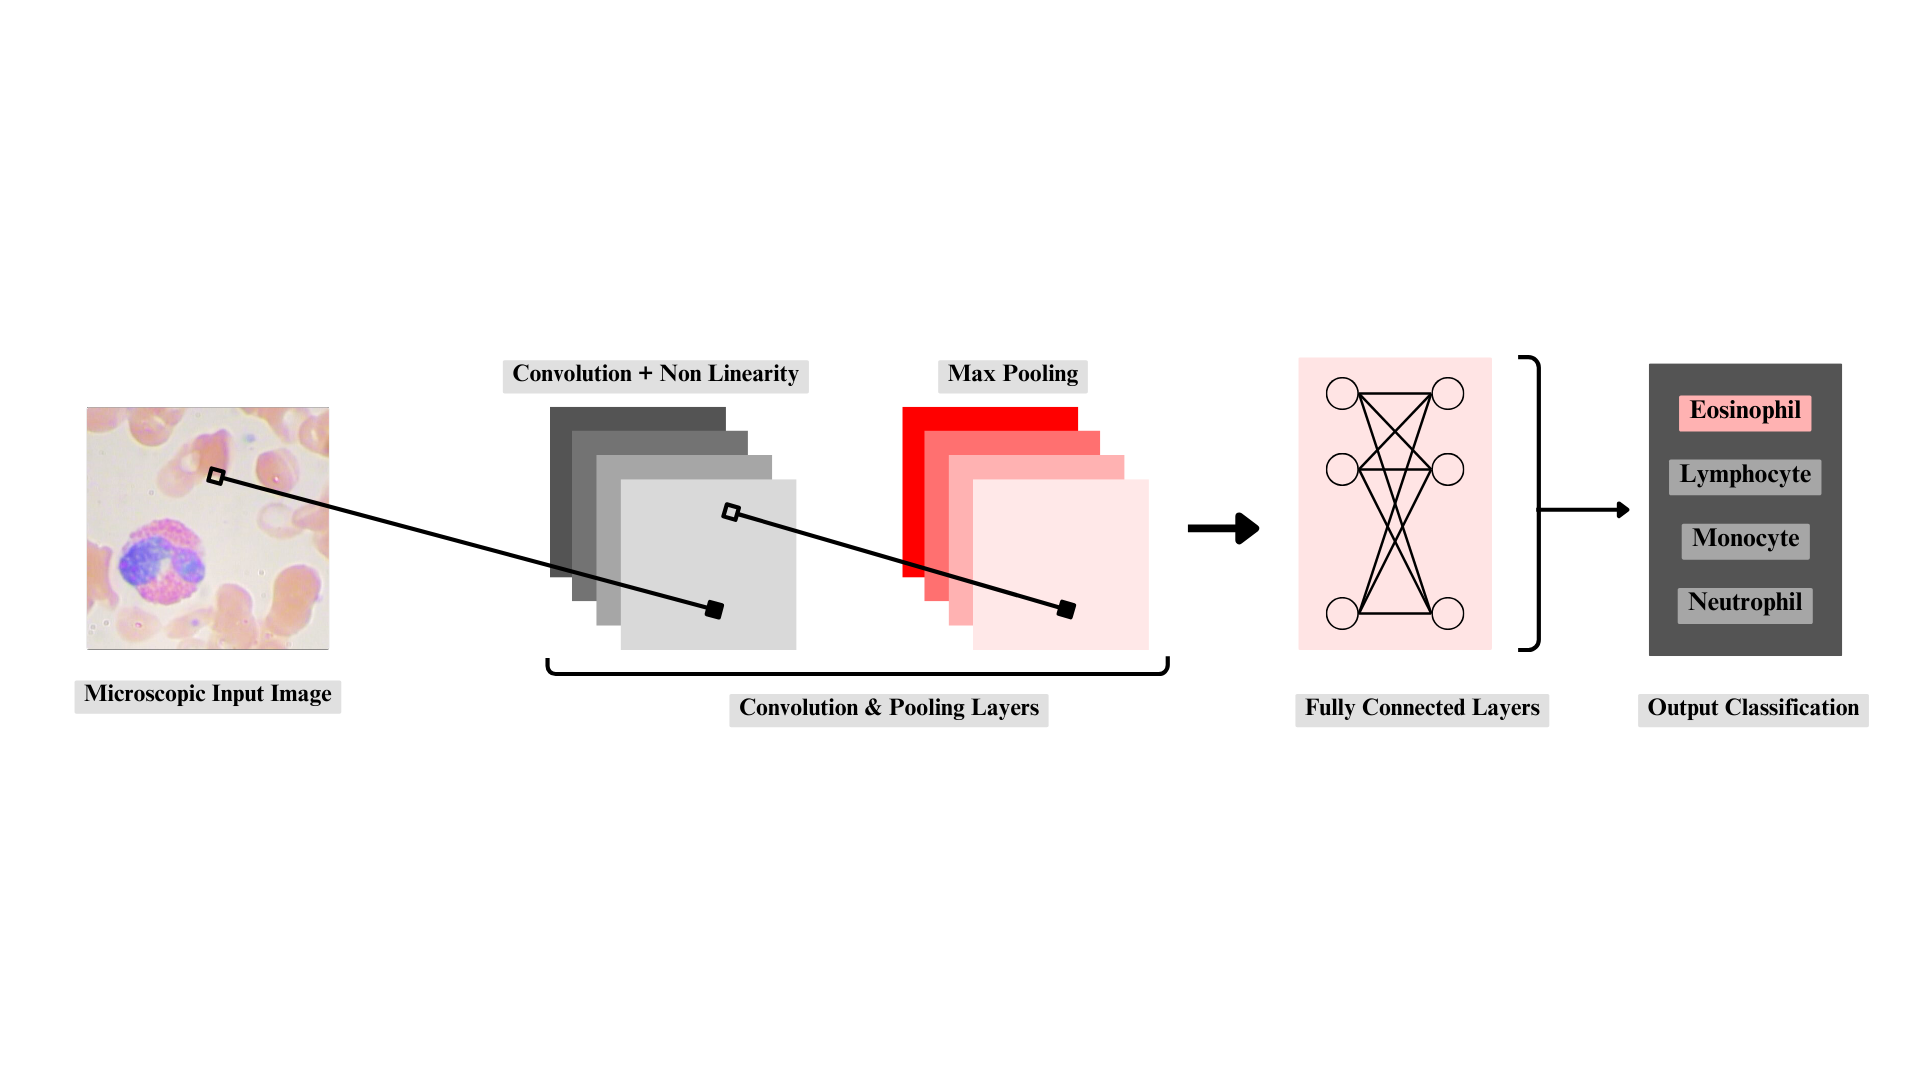 Convolution + Non Linearity
Max Pooling
Eosinophil
Lymphocyte
Monocyte
Neutrophil
Microscopic Input Image
Convolution & Pooling Layers
Fully Connected Layers
Output Classification